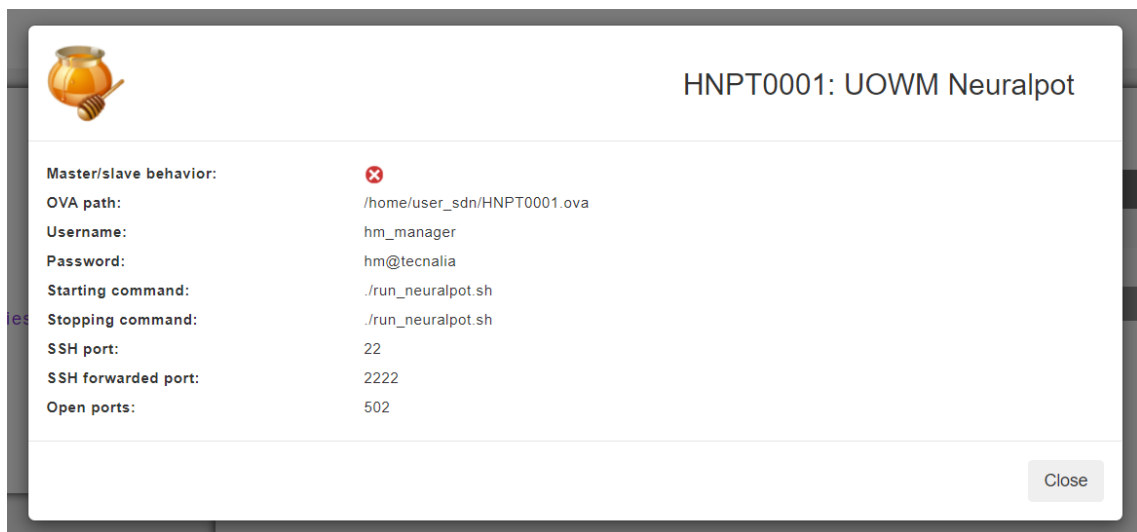 HNPT0001: UOWM Neuralpot
Master/slave behavior:
OVA path: /home/user_sdn/HNPT0001.ova
Username: hm_manager
Password: hm@tecnalia
Starting command: ./run_neuralpot.sh
Stopping command: ./run_neuralpot.sh
ies
SSH port: 22
SSH forwarded port: 2222
Open ports: 502
Close